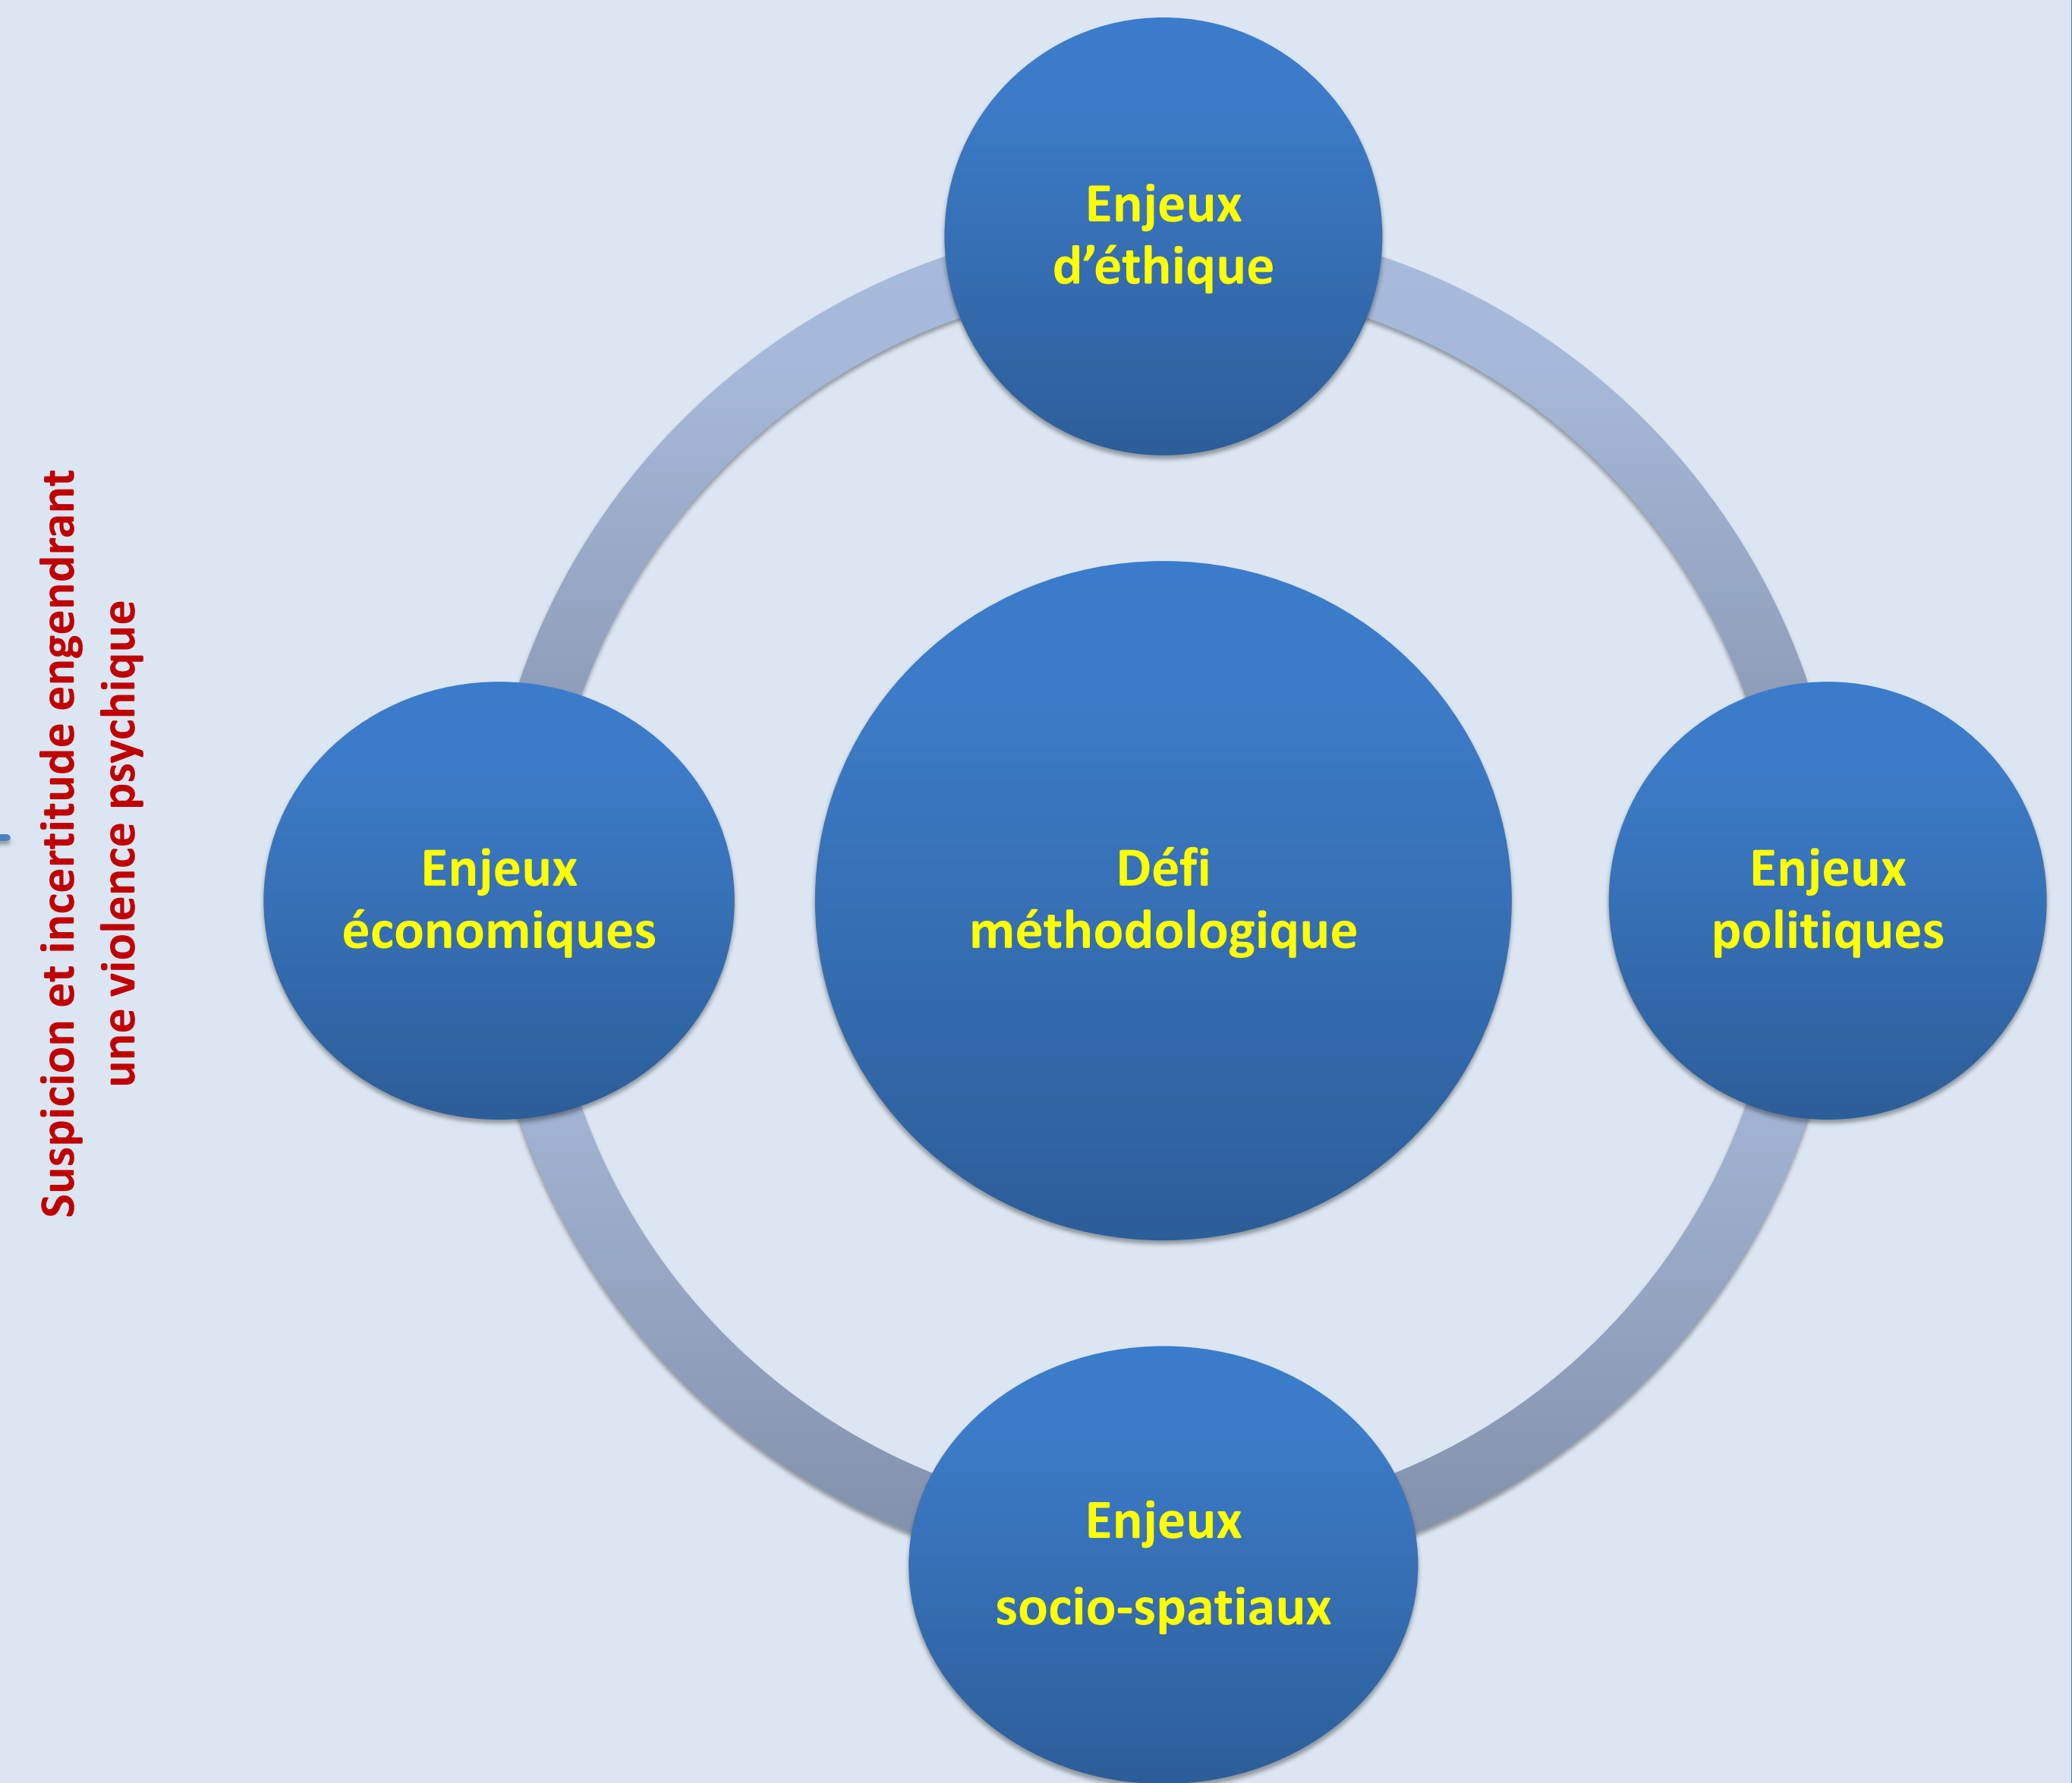 Suspicion et incertitude engendrant
une violence psychique
Enjeux
d’éthique
Enjeux
économiques
Défi
méthodologique
Enjeux
politiques
Enjeux
socio-spatiaux